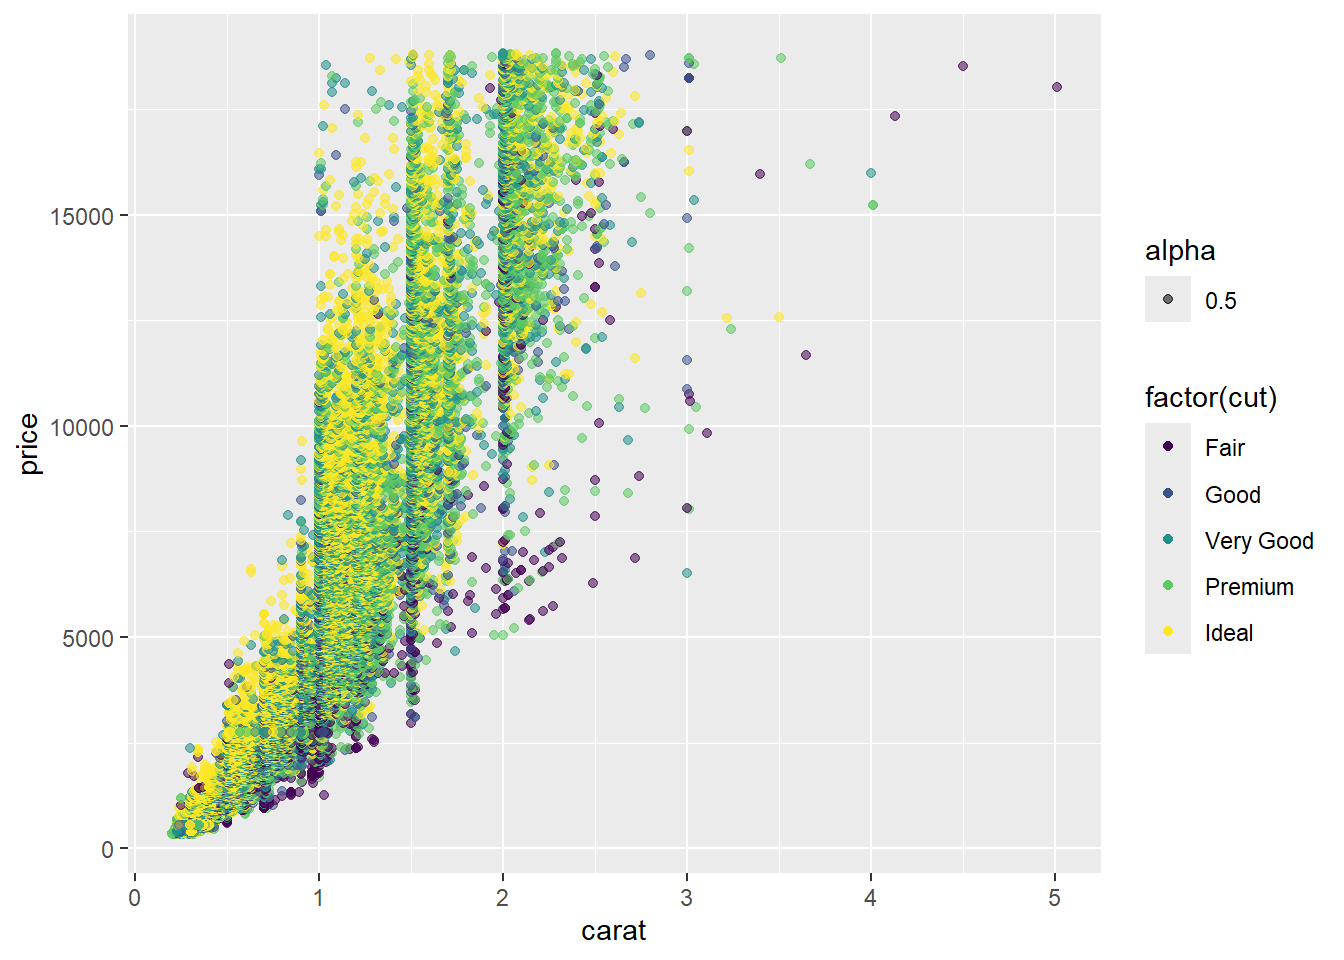 price
15000
10000
5000
0
0 1 2 3 4 5
carat
alpha
0.5
factor(cut)
Fair
Good
Very Good
Premium
Ideal